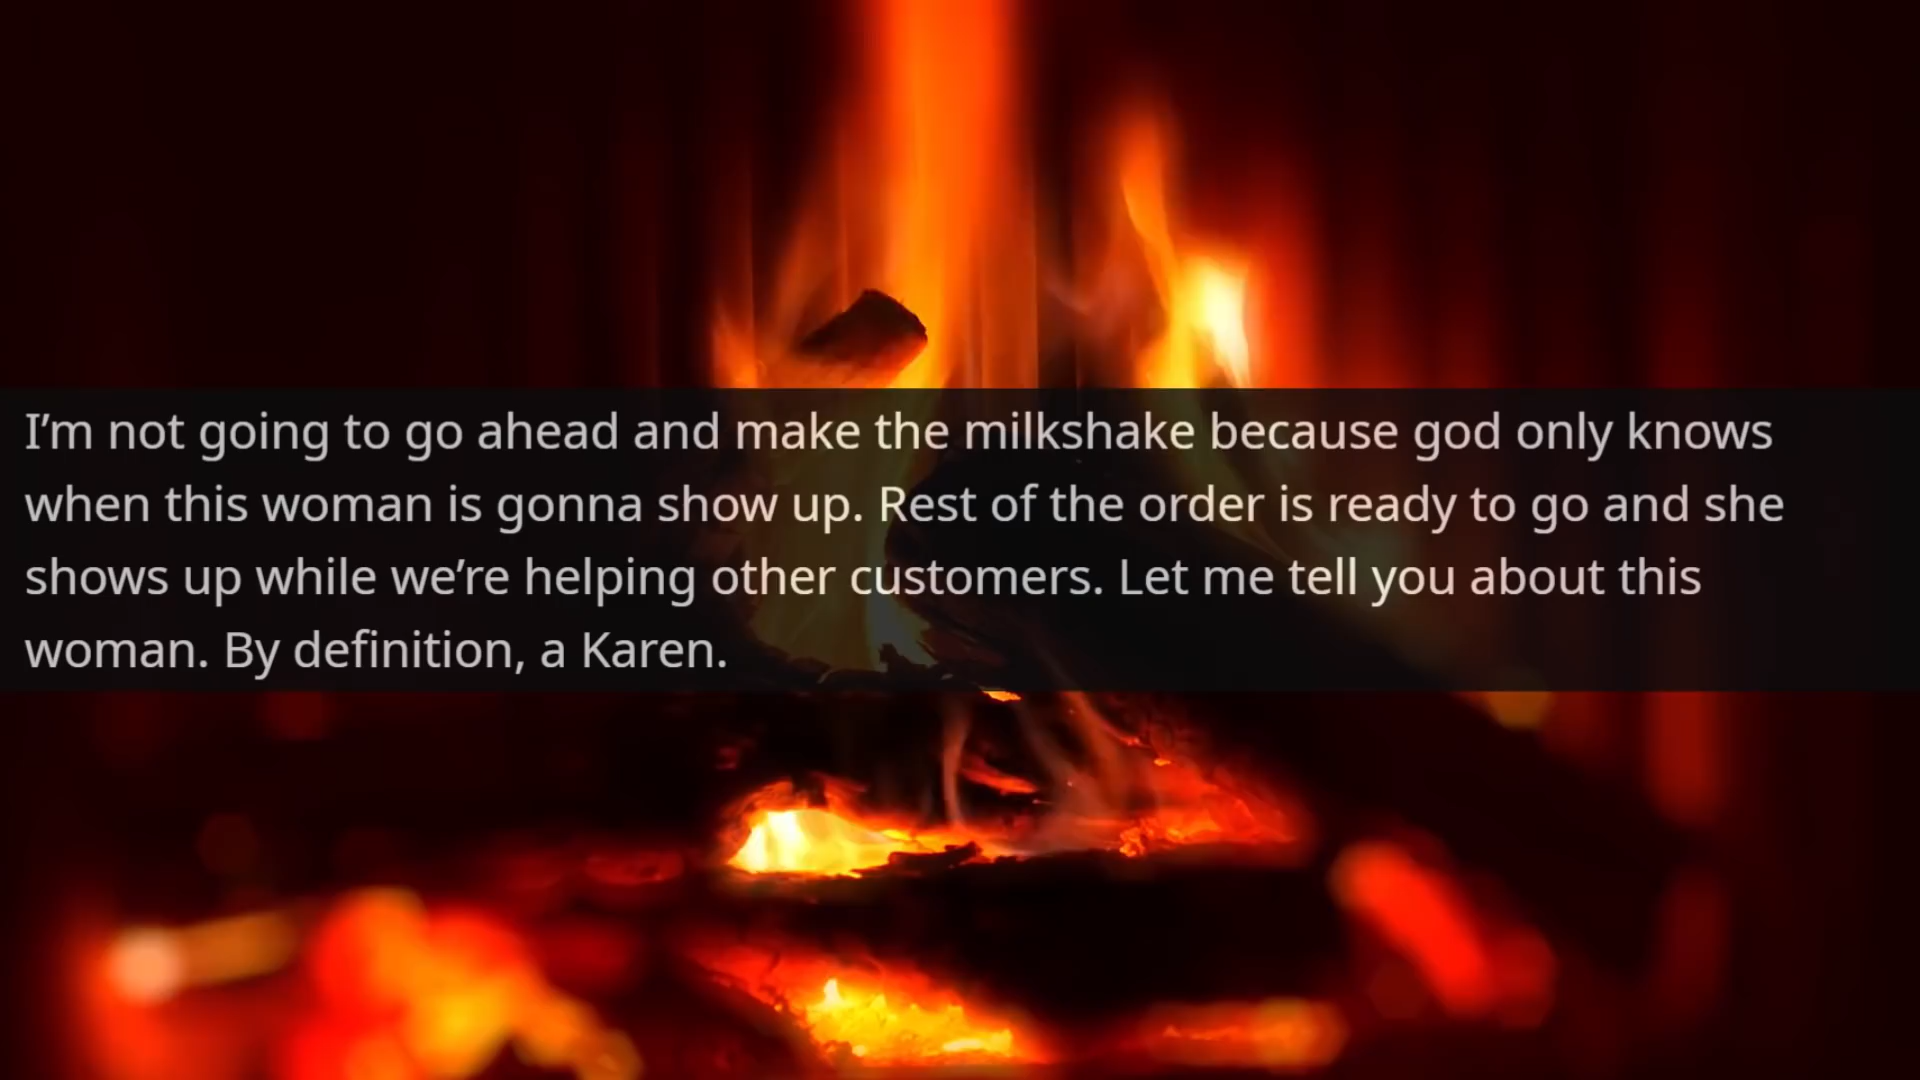 I’m not going to go ahead and make the milkshake because god only knows
when this woman is gonna show up. Rest of the order is ready to go and she
shows up while we’re helping other customers. Let me tell you about this
woman. By definition, a Karen.